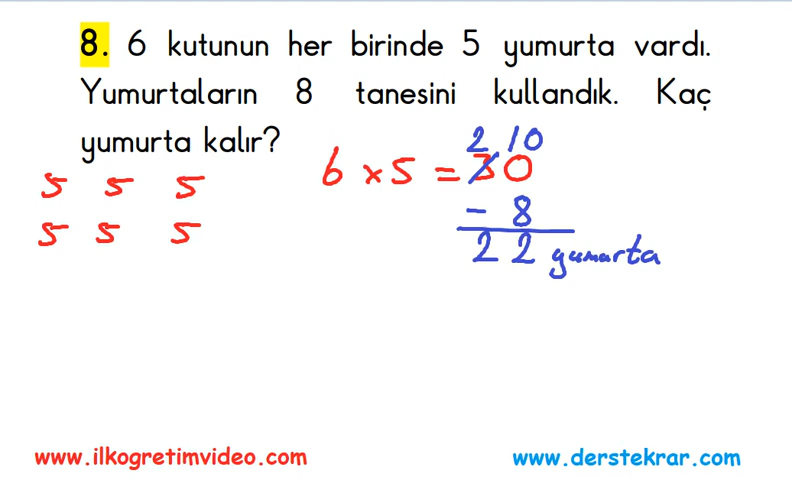 8. 6 kutunun her birinde 5 yumurta vardı.
Yumurtaların 8 tanesini kullandık. Kaç
yumurta kalır?
2 10
5 5 5 6 x 5 = 30
5 5 5 - 8
22 yumurta
www.ilkogretimvideo.com www.derstekrar.com